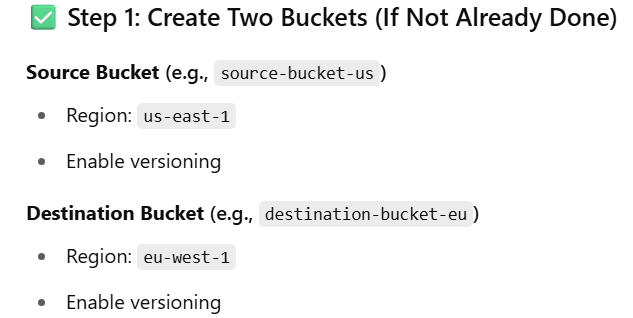 ✅ Step 1: Create Two Buckets (If Not Already Done)
Source Bucket (e.g., source-bucket-us)
• Region: us-east-1
• Enable versioning
Destination Bucket (e.g., destination-bucket-eu)
• Region: eu-west-1
• Enable versioning